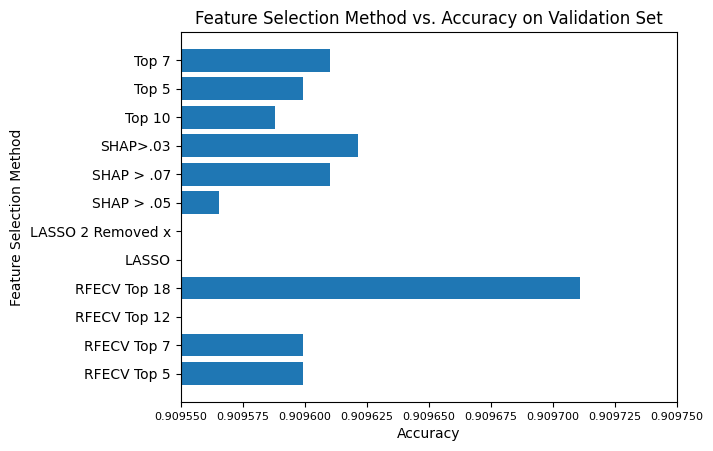 Feature Selection Method vs. Accuracy on Validation Set
Feature Selection Method
Top 7
Top 5
Top 10
SHAP>.03
SHAP > .07
SHAP > .05
LASSO 2 Removed x
LASSO
RFECV Top 18
RFECV Top 12
RFECV Top 7
RFECV Top 5
0.909550 0.909575 0.909600 0.909625 0.909650 0.909675 0.909700 0.909725 0.909750
Accuracy